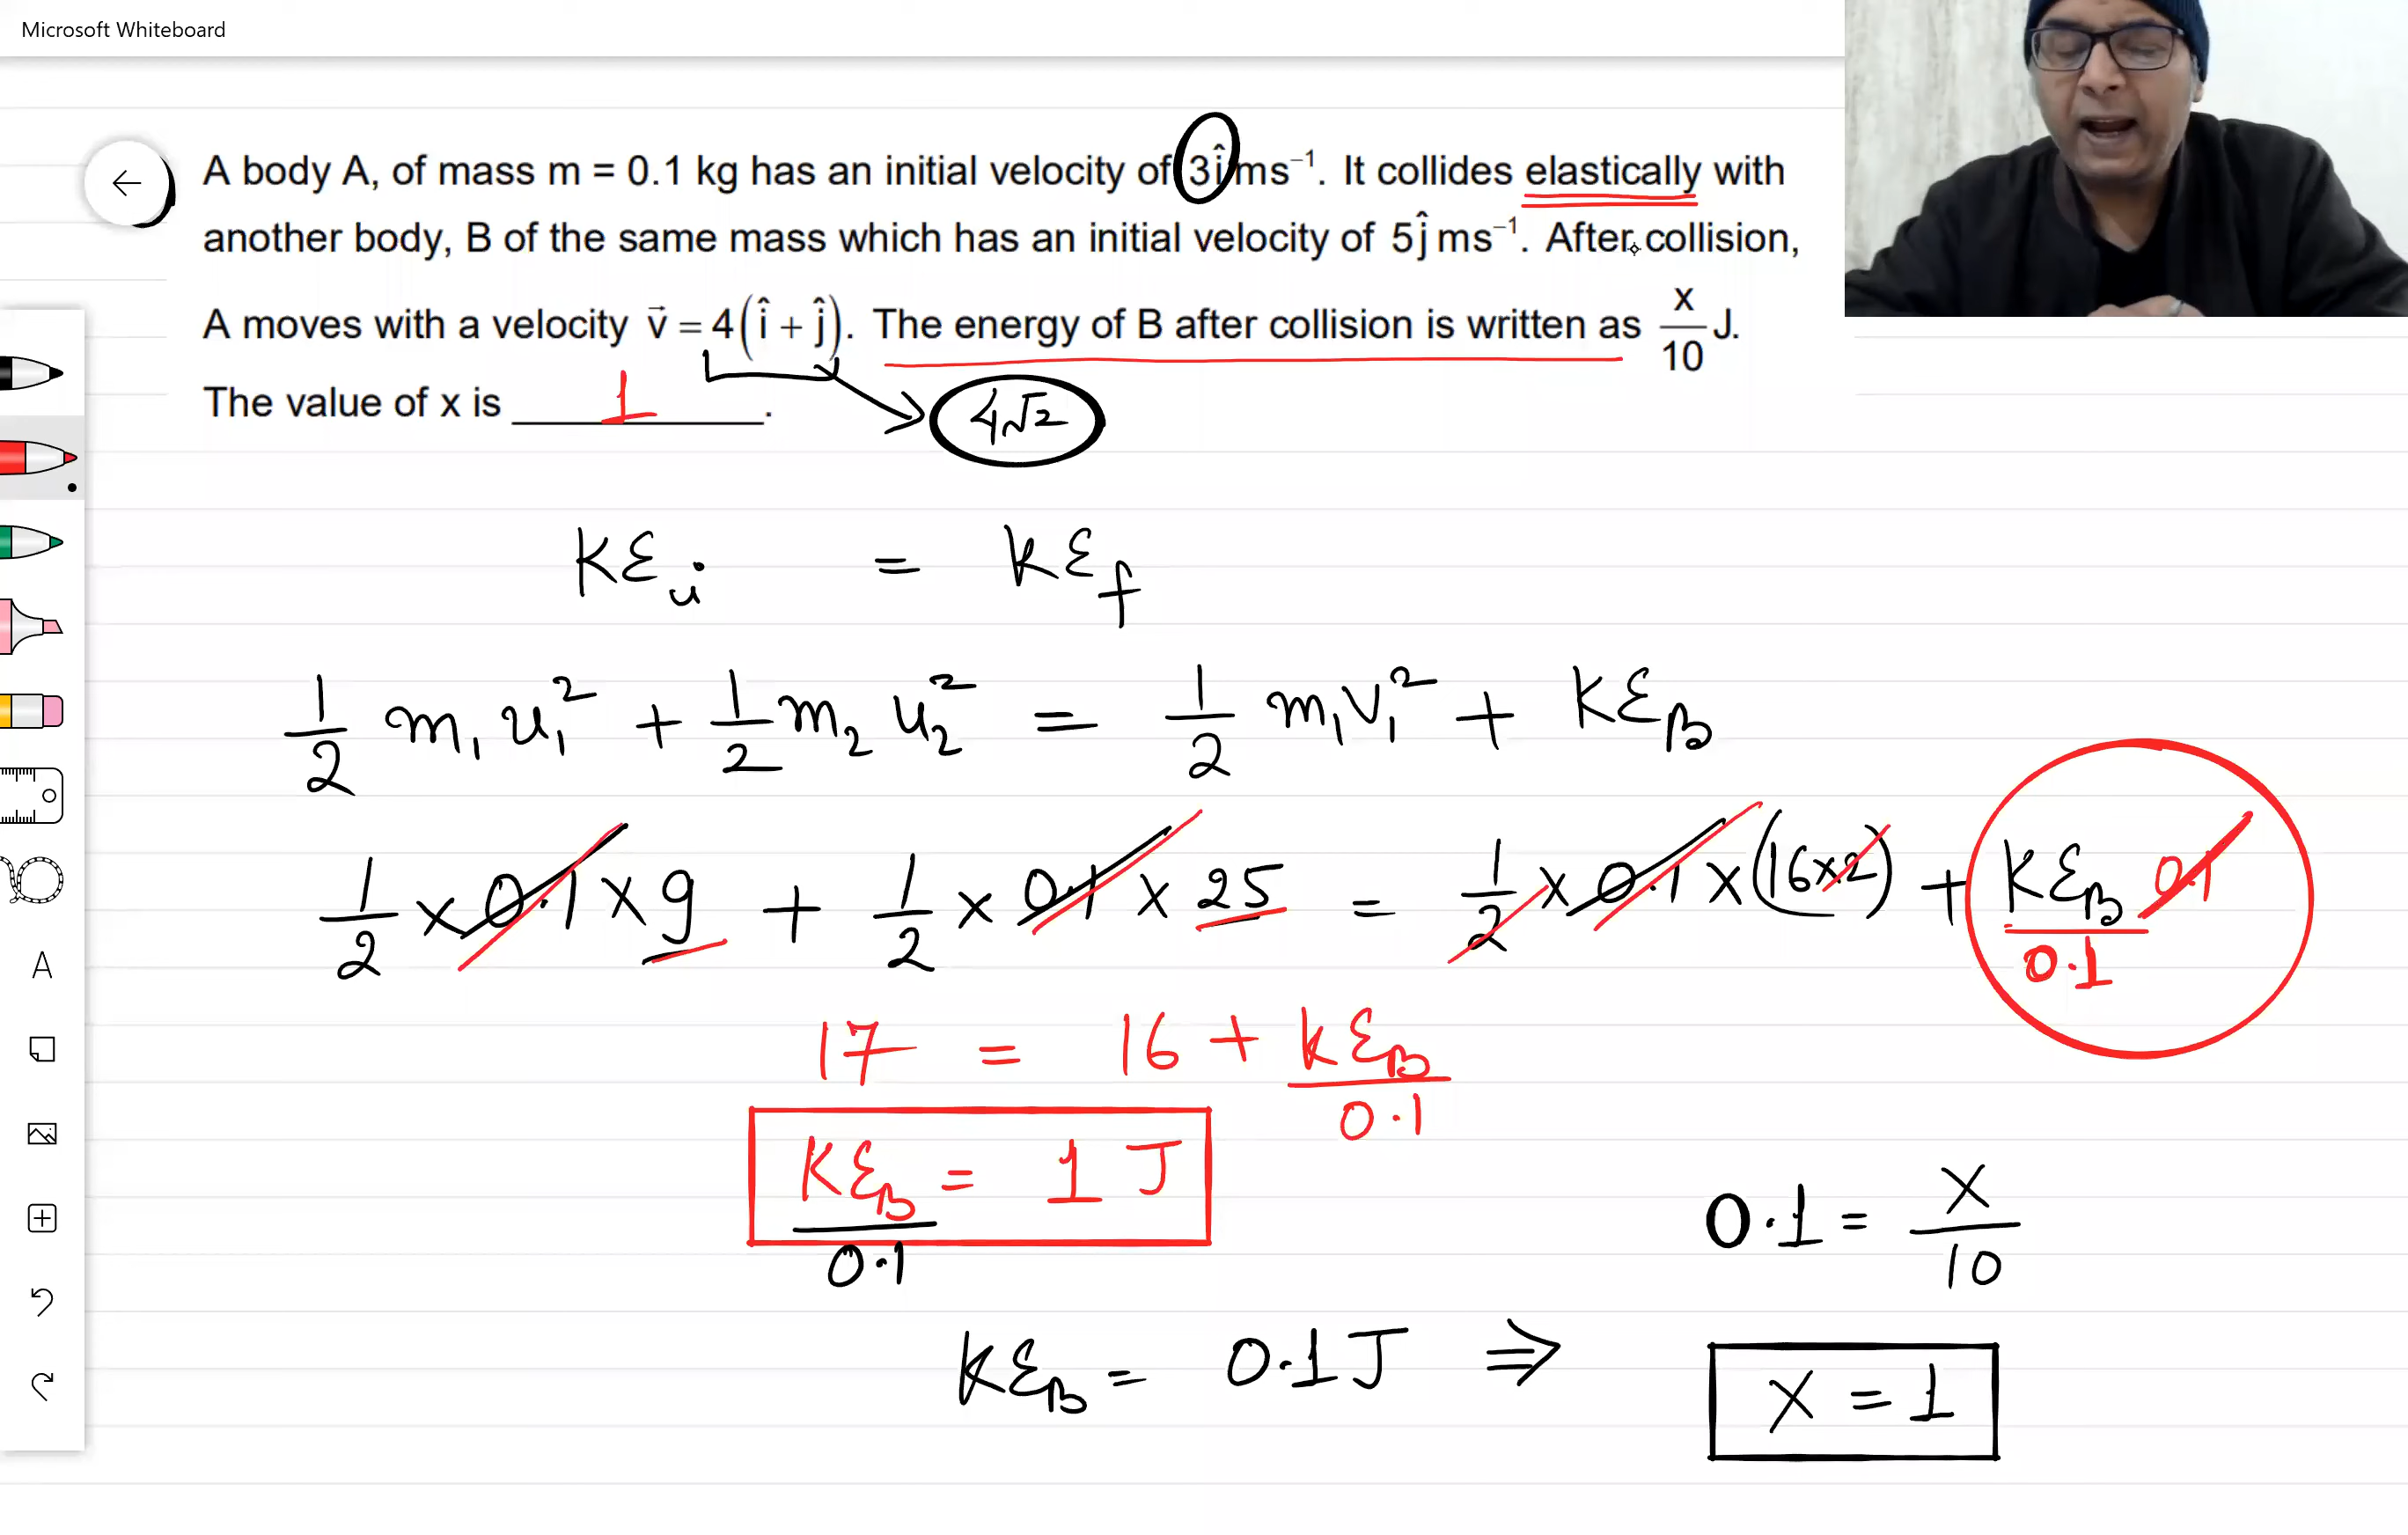 Microsoft Whiteboard
A body A, of mass m = 0.1 kg has an initial velocity of 3î ms⁻¹. It collides elastically with
another body, B of the same mass which has an initial velocity of 5ĵ ms⁻¹. After collision,
A moves with a velocity v⃗ = 4(î + ĵ). The energy of B after collision is written as x/10 J.
The value of x is 1.
4√2
KEi = KEf
1/2 m₁u₁² + 1/2 m₂u₂² = 1/2 m₁v₁² + KE_B
1/2 × 0.1 × 9 + 1/2 × 0.1 × 25 = 1/2 × 0.1 × (16×2) + KE_B/0.1 0.1
17 = 16 + KE_B/0.1
KE_B/0.1 = 1 J
0.1 = x/10
KE_B = 0.1 J ⇒
x = 1
A